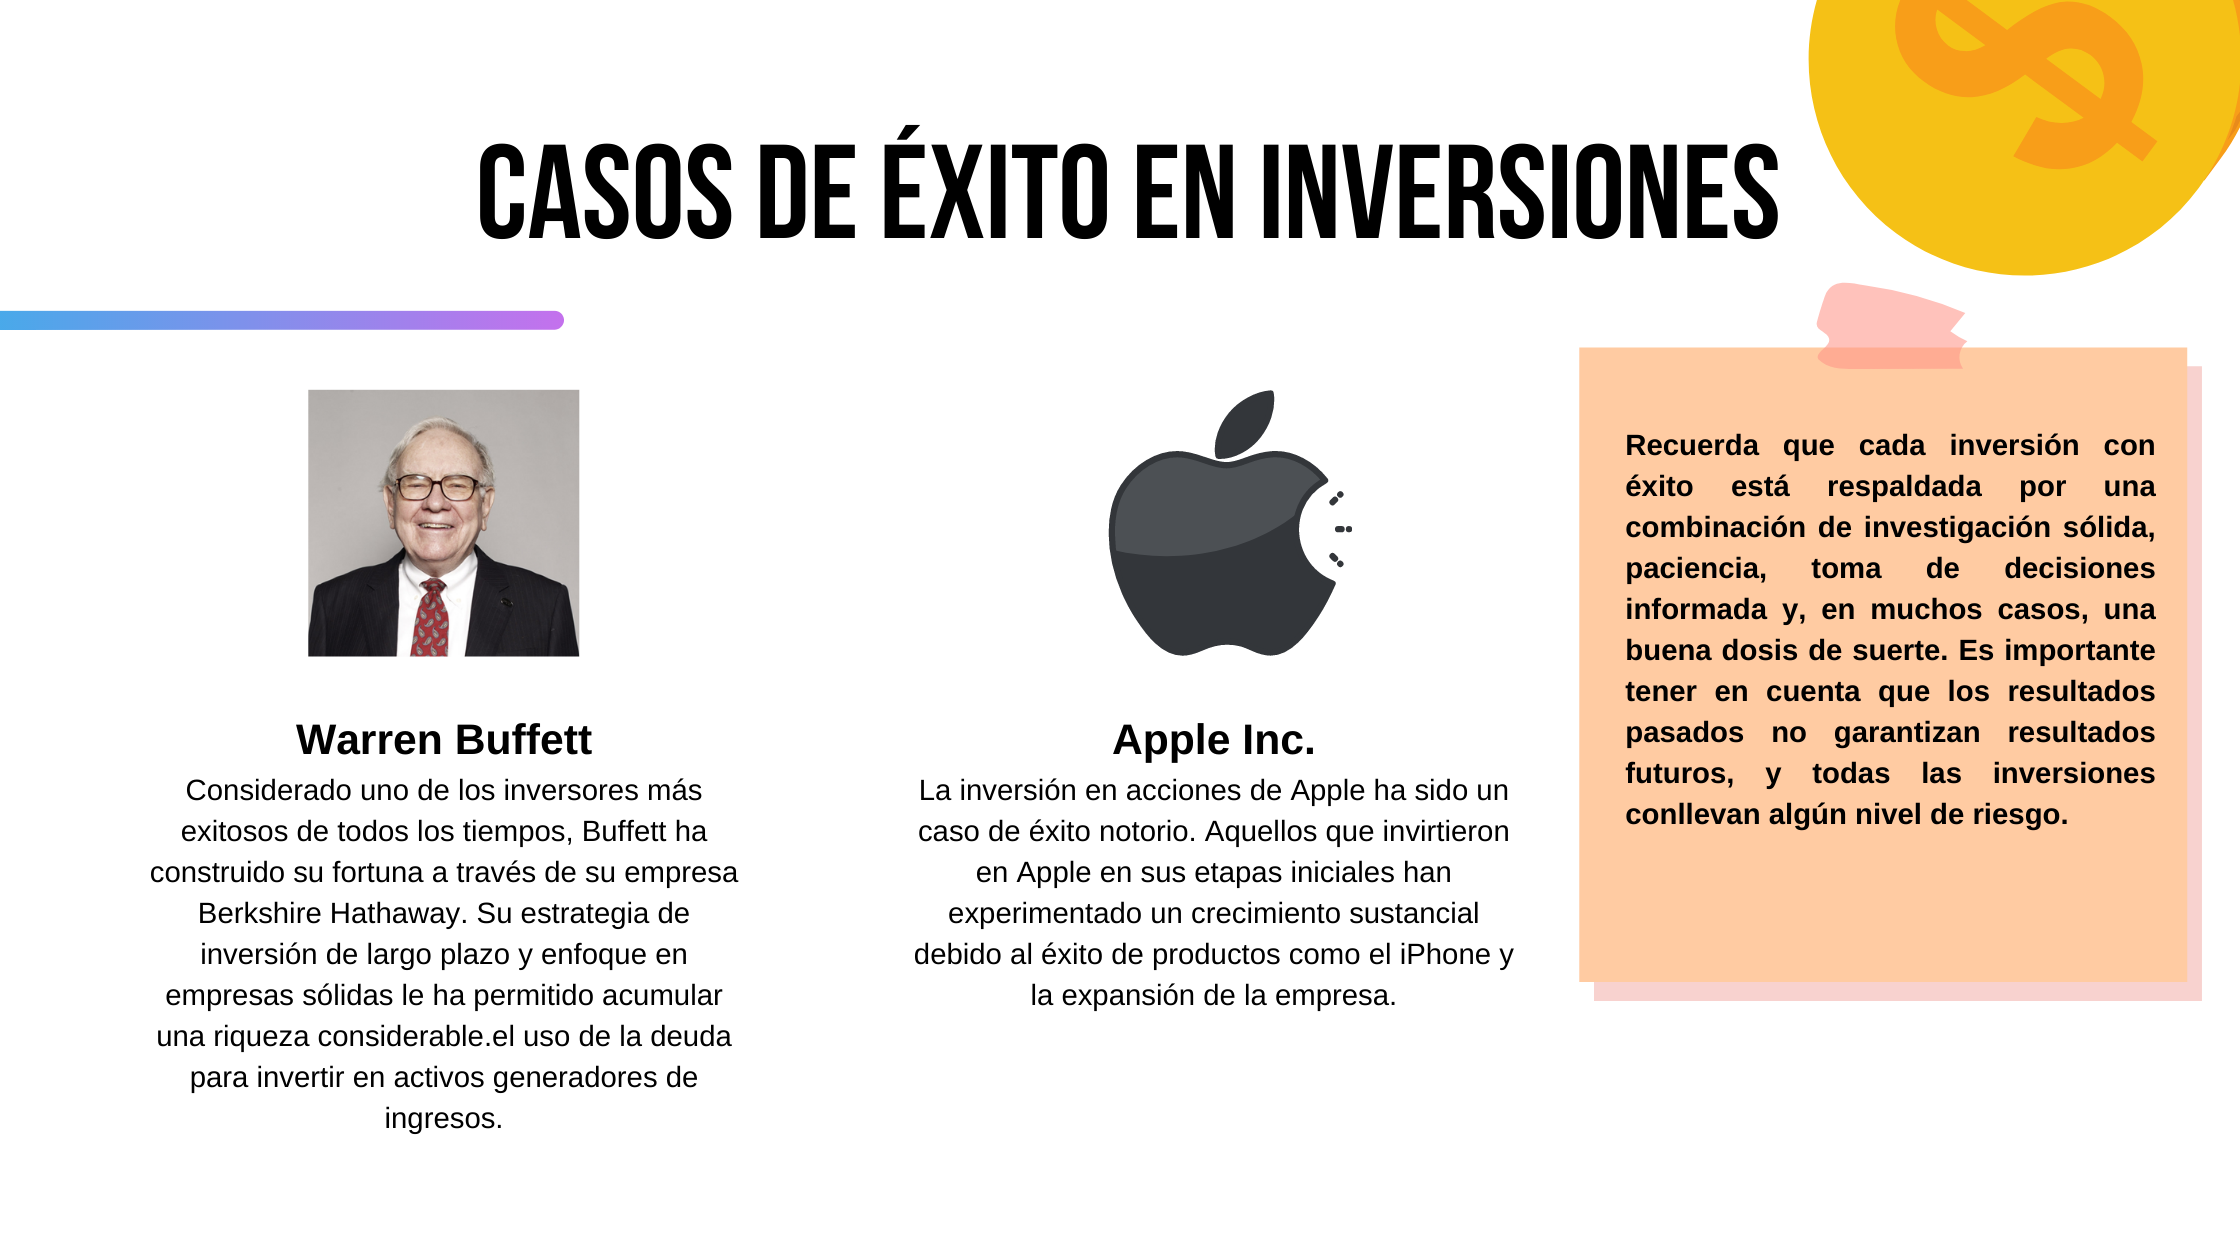 CASOS DE ÉXITO EN INVERSIONES
Warren Buffett
Considerado uno de los inversores más
exitosos de todos los tiempos, Buffett ha
construido su fortuna a través de su empresa
Berkshire Hathaway. Su estrategia de
inversión de largo plazo y enfoque en
empresas sólidas le ha permitido acumular
una riqueza considerable.el uso de la deuda
para invertir en activos generadores de
ingresos.
Apple Inc.
La inversión en acciones de Apple ha sido un
caso de éxito notorio. Aquellos que invirtieron
en Apple en sus etapas iniciales han
experimentado un crecimiento sustancial
debido al éxito de productos como el iPhone y
la expansión de la empresa.
Recuerda que cada inversión con
éxito está respaldada por una
combinación de investigación sólida,
paciencia, toma de decisiones
informada y, en muchos casos, una
buena dosis de suerte. Es importante
tener en cuenta que los resultados
pasados no garantizan resultados
futuros, y todas las inversiones
conllevan algún nivel de riesgo.